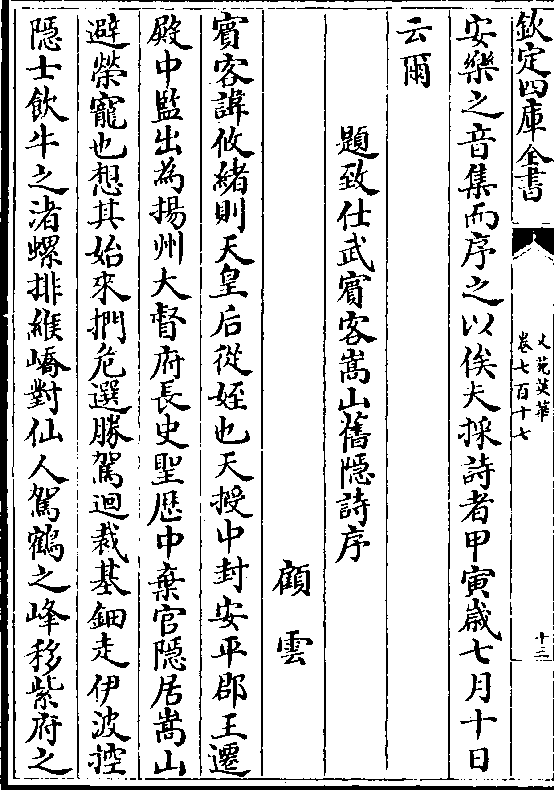 欽定四庫全書
文苑英華
卷七百十七
十三
安樂之音集而序之以俟夫採詩者甲寅歲七月十日
云爾
題致仕武賓客嵩山舊隱詩序
顧雲
賓客諱攸緒則天皇后從姪也天授中封安平郡王遷
殿中監出為揚州大督府長史聖歷中棄官隱居嵩山
避榮寵也想其始來捫危選勝駕迴裁基鈿走伊波控
隱士飲牛之渚螺排緱嶠對仙人駕鶴之峰移紫府之